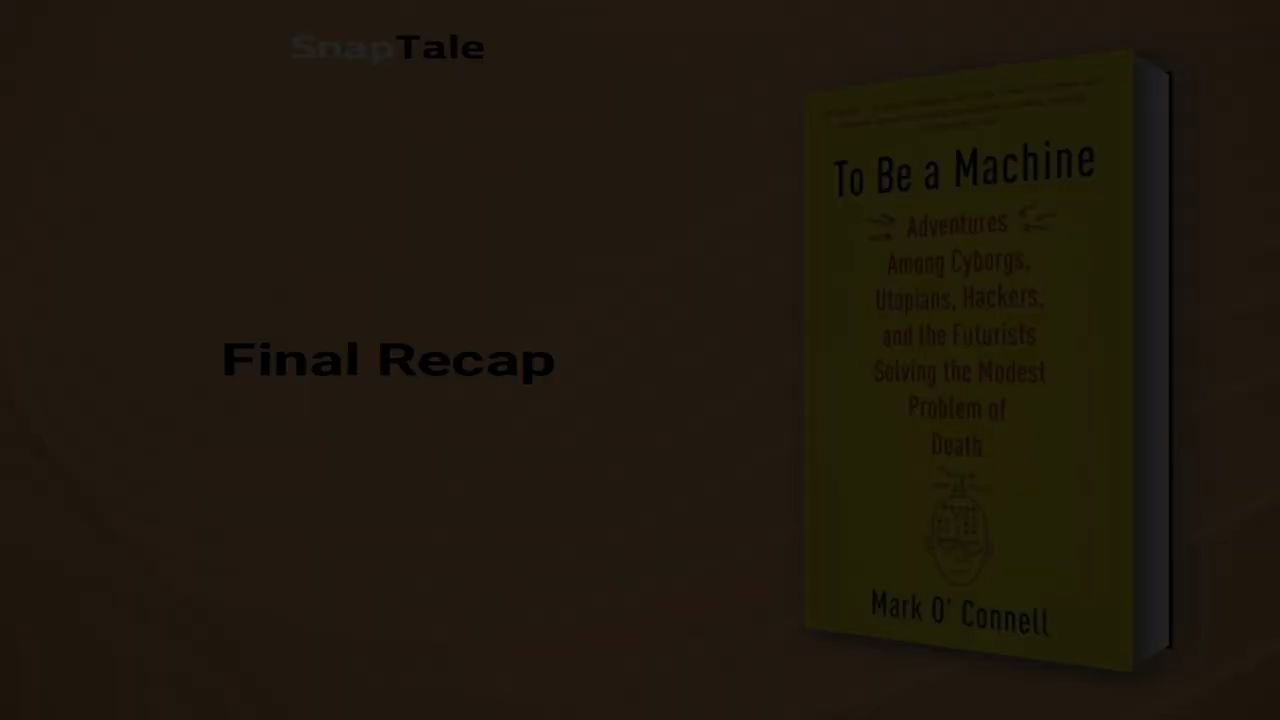 SnapTale
Final Recap
To Be a Machine
Adventures
Among Cyborgs,
Utopians, Hackers,
and the Futurists
Solving the Modest
Problem of
Death
Mark O' Connell